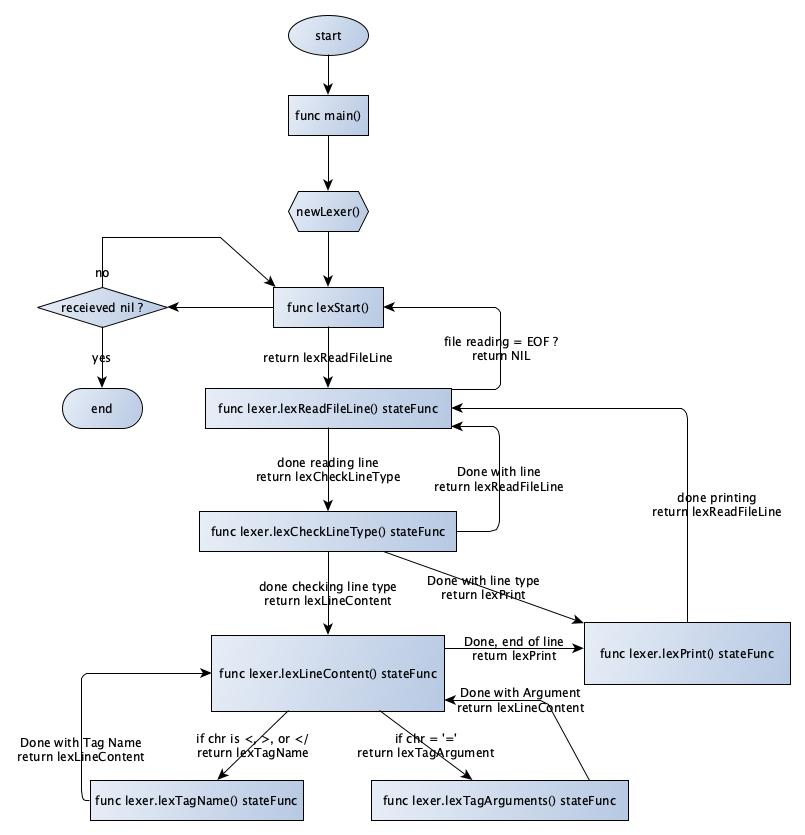 start
func main()
newLexer()
no
receieved nil ?
func lexStart()
file reading = EOF ?
return NIL
yes
return lexReadFileLine
end
func lexer.lexReadFileLine() stateFunc
done reading line
return lexCheckLineType
Done with line
return lexReadFileLine
done printing
return lexReadFileLine
func lexer.lexCheckLineType() stateFunc
done checking line type
return lexLineContent
Done with line type
return lexPrint
Done, end of line
return lexPrint
func lexer.lexPrint() stateFunc
func lexer.lexLineContent() stateFunc
Done with Argument
return lexLineContent
Done with Tag Name
return lexLineContent
if chr is <, >, or </
return lexTagName
if chr = '='
return lexTagArgument
func lexer.lexTagName() stateFunc
func lexer.lexTagArguments() stateFunc